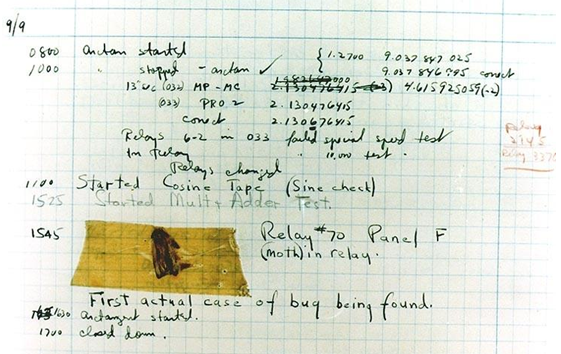 9/9
0800 antan started
1000 " stopped - antan ✓ { 1.2700 9.037 847 025
9.037 846 995 conect
13" uc (032) MP - MC 2.130476415 (-3) 4.615925059(-2)
(033) PRO 2 2.130476415
conect 2.130676415
Relays 6-2 in 033 failed special speed test
In Relay " 10,000 test .
Relays changed
Relay
2145
Relay 3370
1100 Started Cosine Tape (Sine check)
1525 Started Mult + Adder Test.
1545 Relay #70 Panel F
(moth) in relay.
First actual case of bug being found.
1630 antangent started.
1700 closed down.